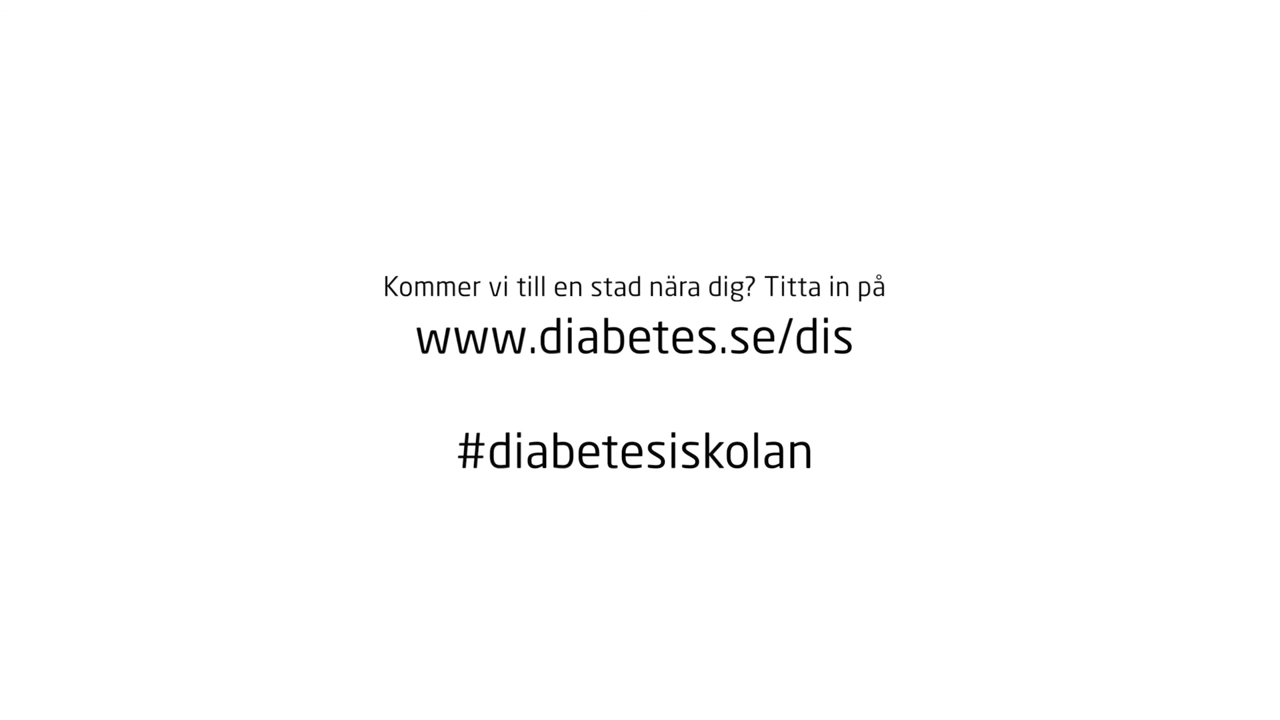 Kommer vi till en stad nära dig? Titta in på
www.diabetes.se/dis
#diabetesiskolan